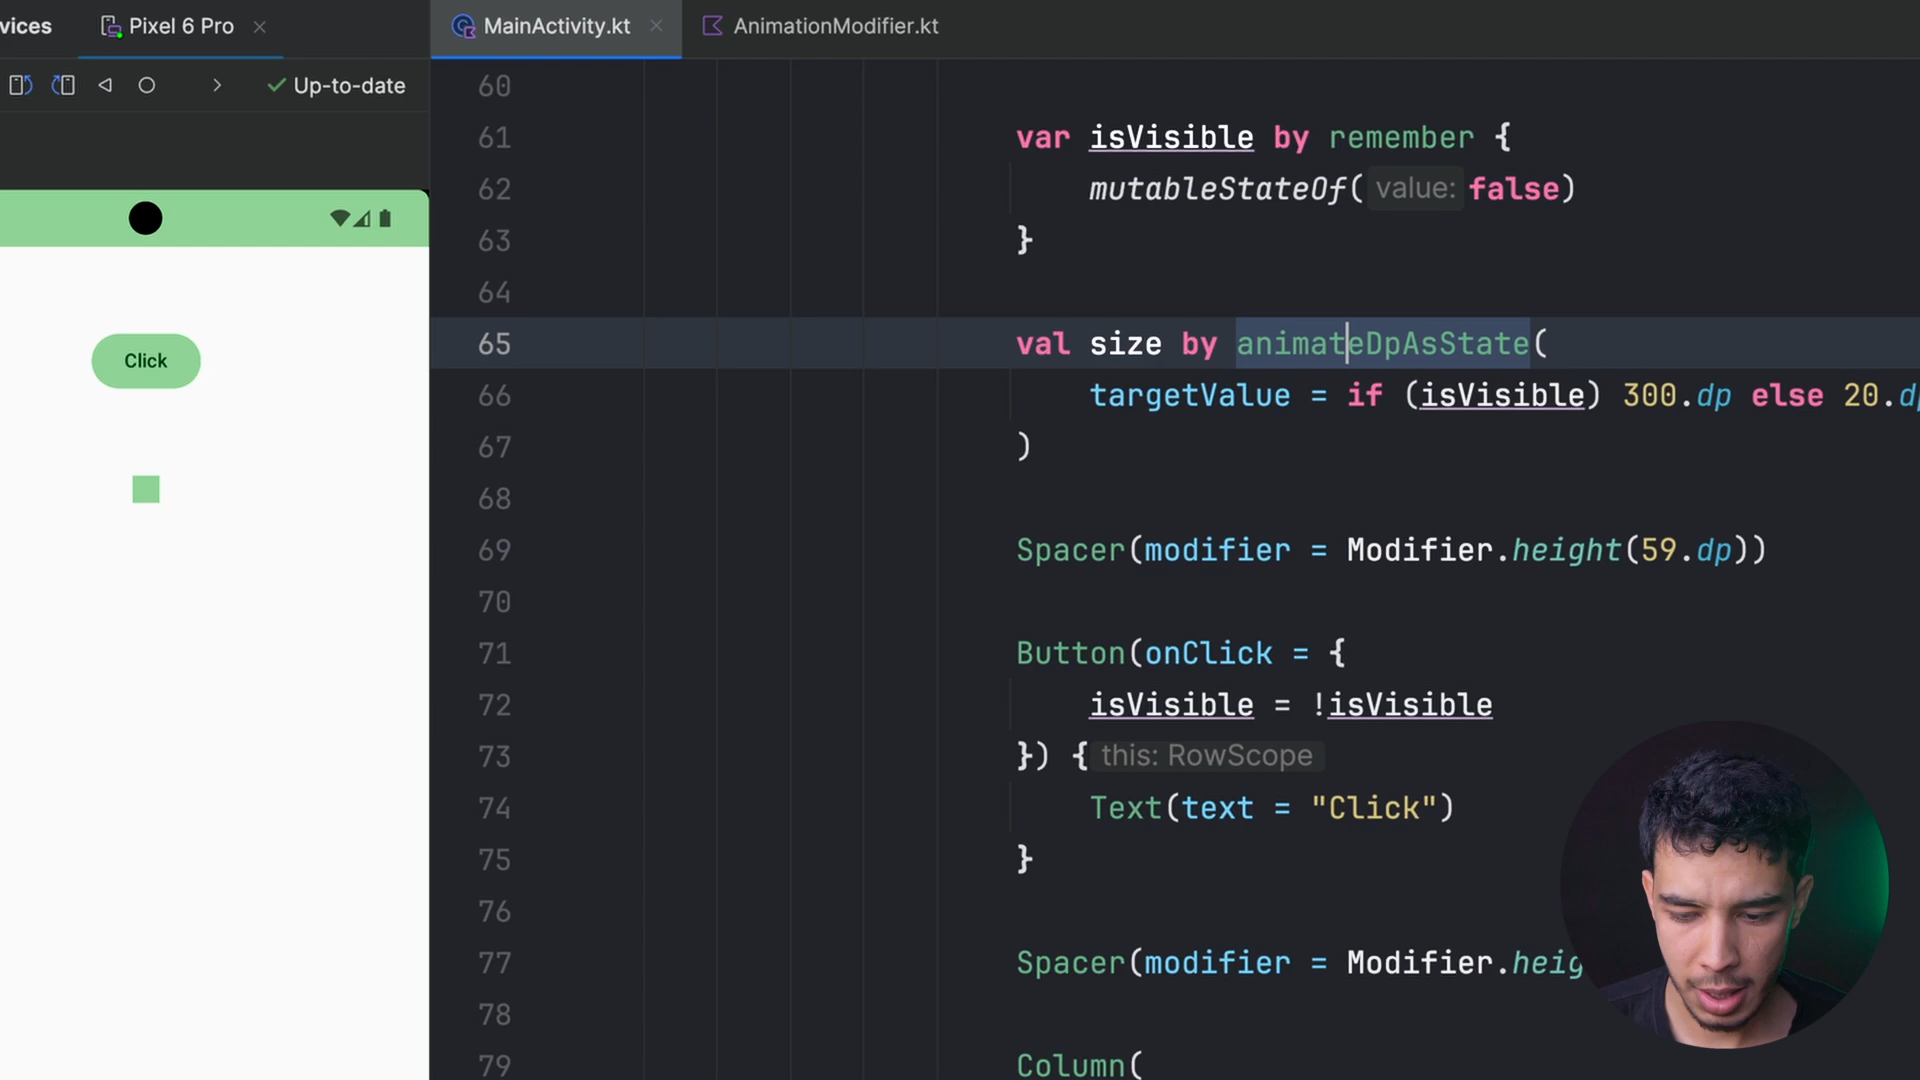 vices
Pixel 6 Pro
MainActivity.kt
AnimationModifier.kt
Up-to-date
Click
60
61 var isVisible by remember {
62 mutableStateOf( value: false)
63 }
64
65 val size by animateDpAsState(
66 targetValue = if (isVisible) 300.dp else 20.d
67 )
68
69 Spacer(modifier = Modifier.height(59.dp))
70
71 Button(onClick = {
72 isVisible = !isVisible
73 }) { this: RowScope
74 Text(text = "Click")
75 }
76
77 Spacer(modifier = Modifier.heig
78
79 Column(